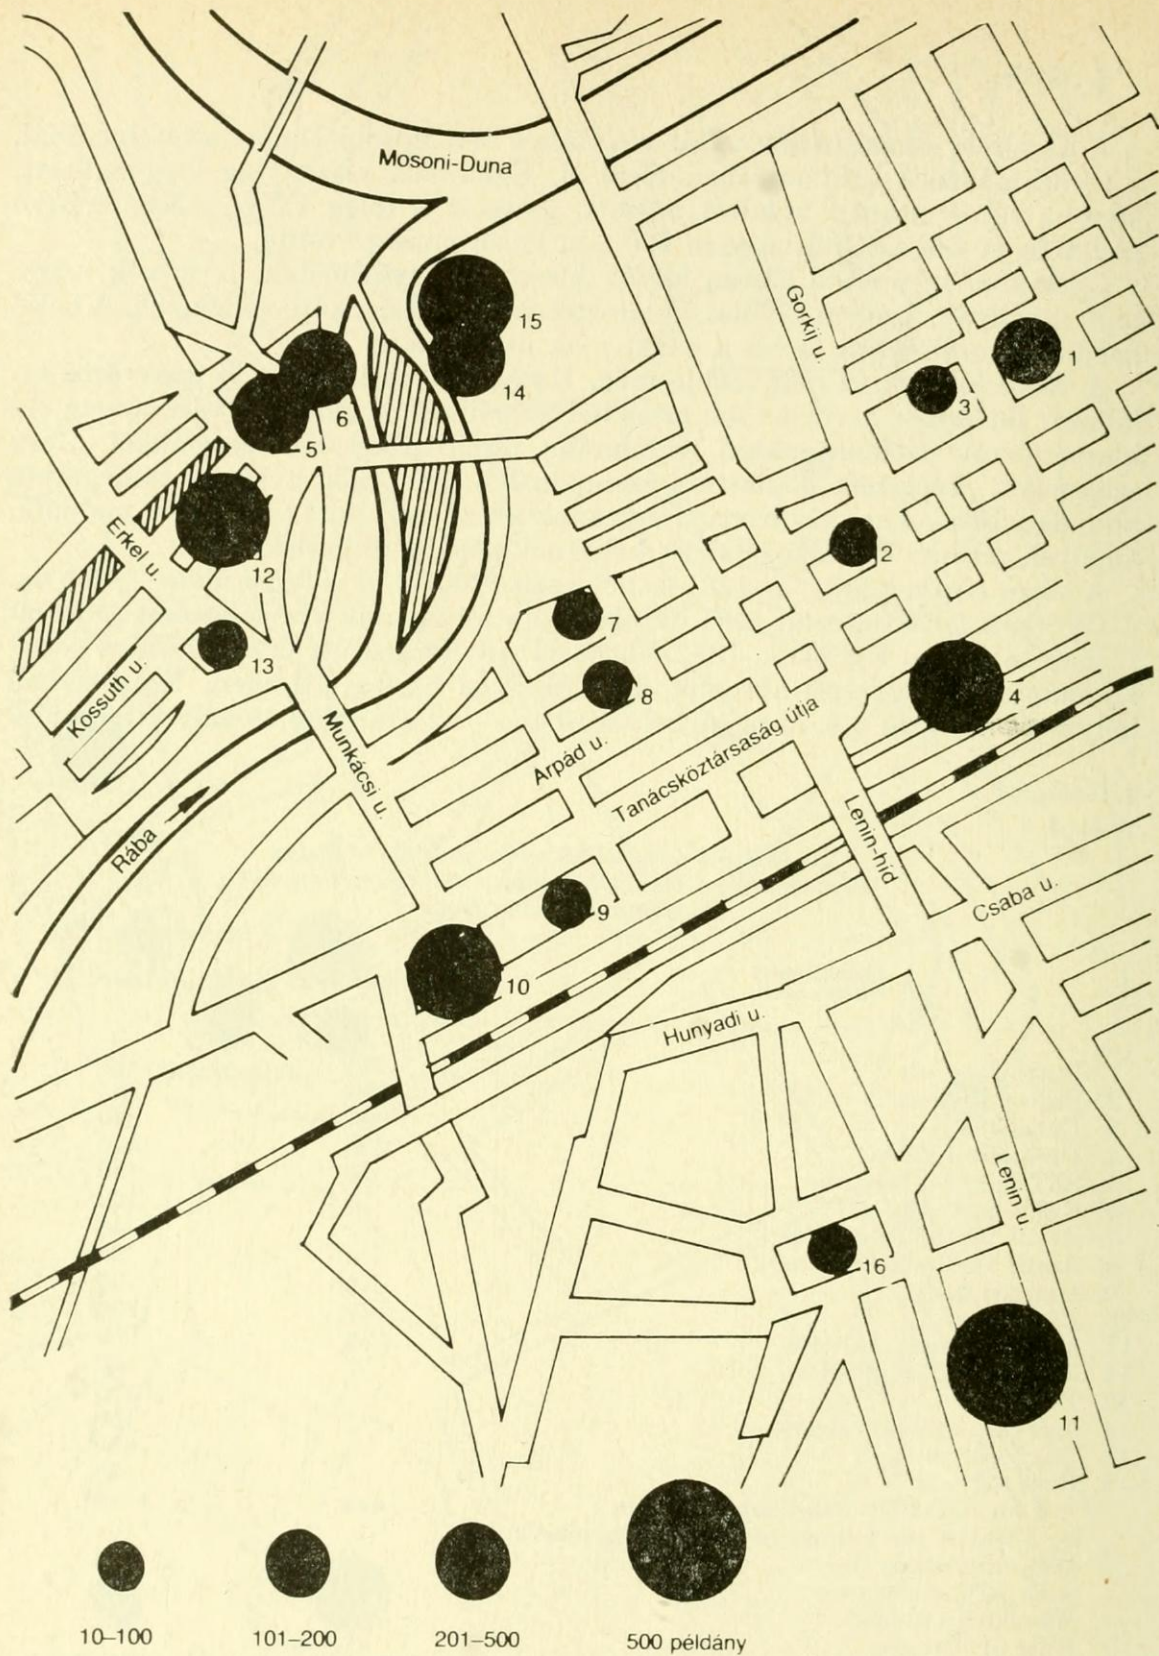 Mosoni-Duna
15
Gorkij u.
1
14
3
6
5
Erkel u.
2
12
7
13
Kossuth u.
8
4
Munkácsi u.
Arpád u.
Tanácsköztársaság útja
Rába
Lenin-híd
9
Csaba u.
10
Hunyadi u.
Lenin u.
16
11
10–100
101–200
201–500
500 példány